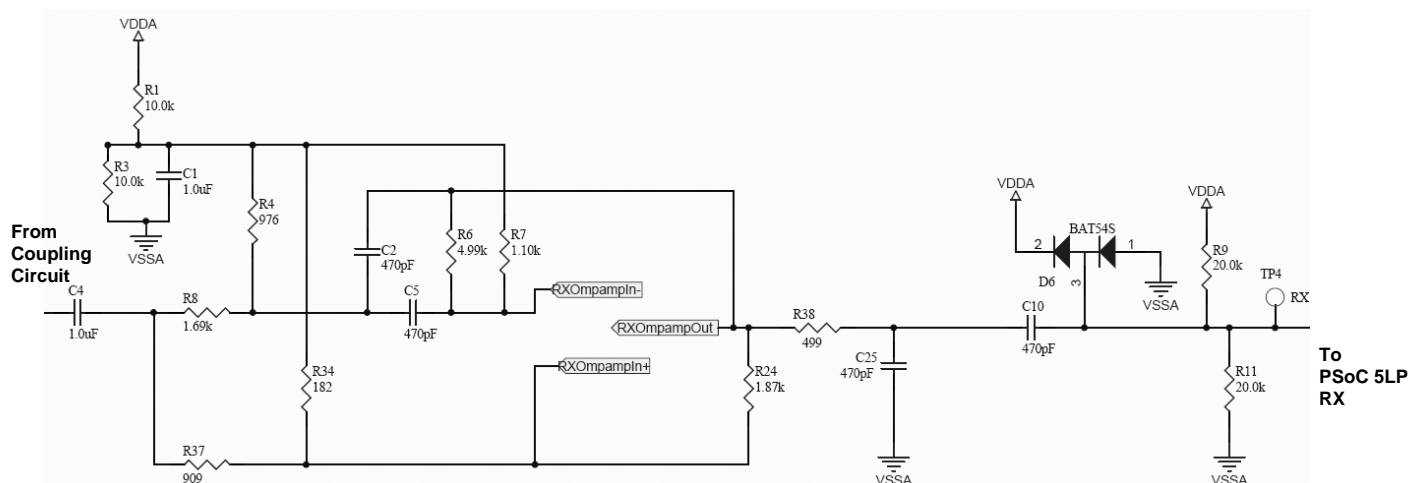 VDDA
R1
10.0k
R3
10.0k
C1
1.0uF
VSSA
R4
976
C2
470pF
R6
4.99k
R7
1.10k
From
Coupling
Circuit
C4
1.0uF
R8
1.69k
C5
470pF
RXOmpampIn-
RXOmpampOut
RXOmpampIn+
R34
182
R37
909
R24
1.87k
R38
499
C25
470pF
VSSA
C10
470pF
VDDA
BAT54S
2
1
D6
3
VSSA
VDDA
R9
20.0k
TP4
RX
R11
20.0k
VSSA
To
PSoC 5LP
RX